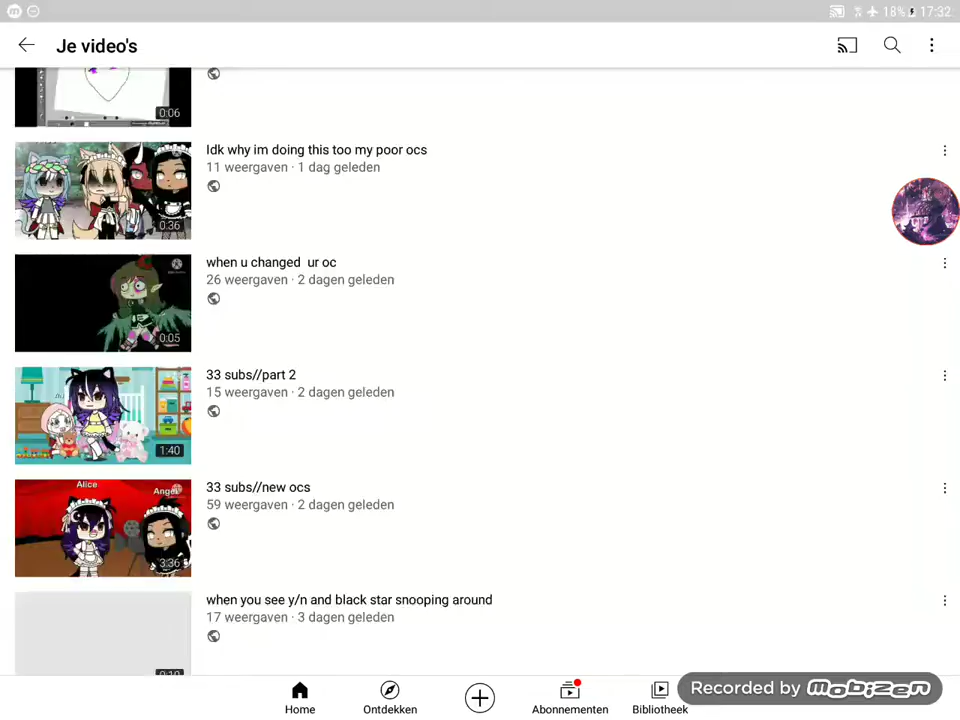 18% 17:32
Je video's
0:06
Idk why im doing this too my poor ocs
11 weergaven · 1 dag geleden
0:36
when u changed ur oc
26 weergaven · 2 dagen geleden
0:05
33 subs//part 2
15 weergaven · 2 dagen geleden
1:40
Alice
Angel
33 subs//new ocs
59 weergaven · 2 dagen geleden
3:36
when you see y/n and black star snooping around
17 weergaven · 3 dagen geleden
Home
Ontdekken
Abonnementen
Bibliotheek
Recorded by mobizen